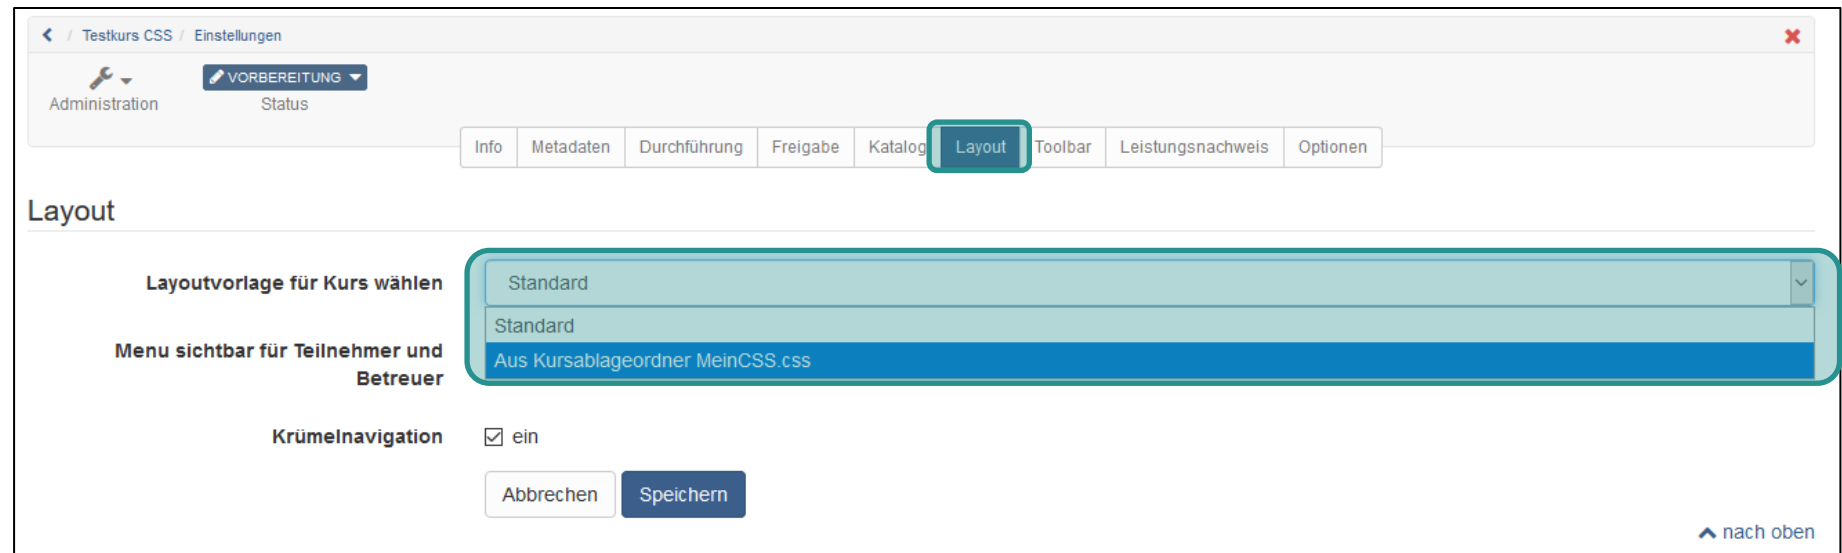 / Testkurs CSS / Einstellungen
Administration
VORBEREITUNG
Status
Info Metadaten Durchführung Freigabe Katalog Layout Toolbar Leistungsnachweis Optionen
Layout
Layoutvorlage für Kurs wählen
Standard
Standard
Menu sichtbar für Teilnehmer und
Betreuer
Aus Kursablageordner MeinCSS.css
Krümelnavigation
ein
Abbrechen Speichern
nach oben